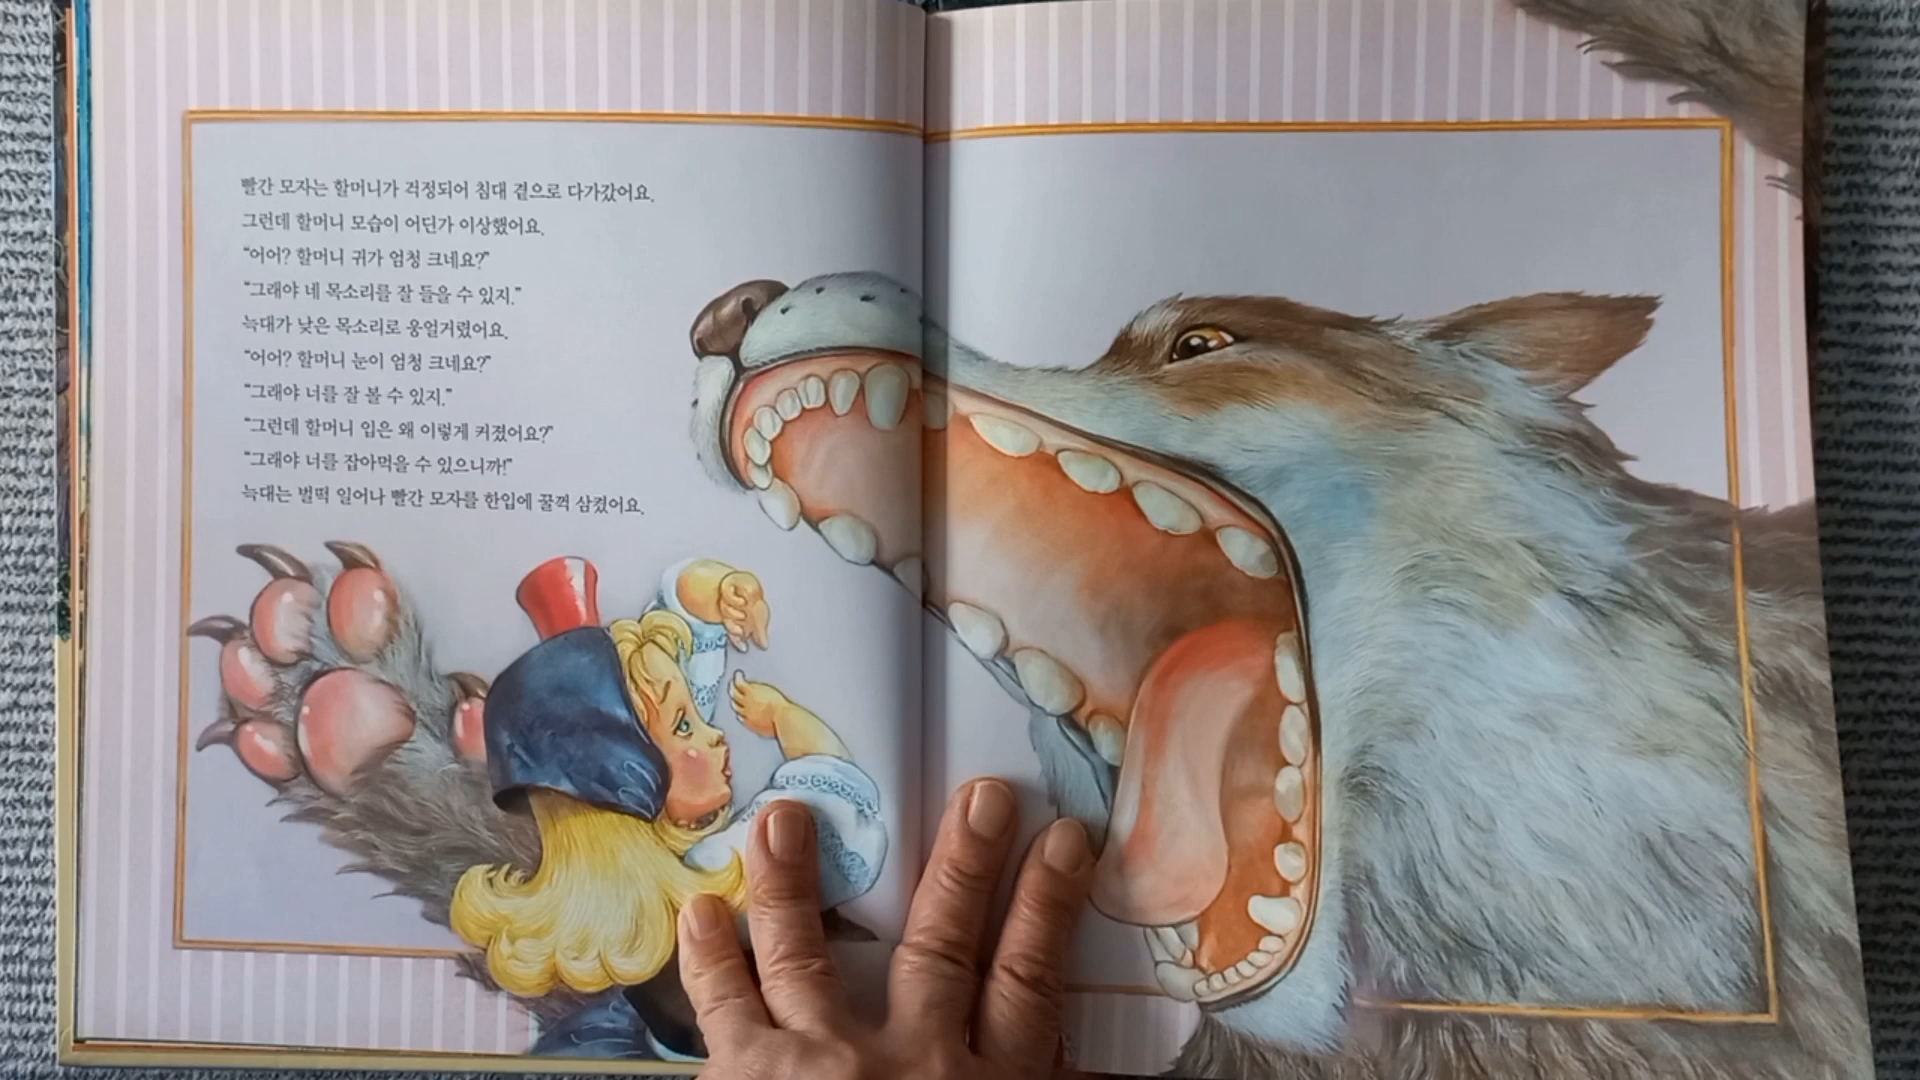 빨간 모자는 할머니가 걱정되어 침대 곁으로 다가갔어요.
그런데 할머니 모습이 어딘가 이상했어요.
“어어? 할머니 귀가 엄청 크네요?”
“그래야 네 목소리를 잘 들을 수 있지.”
늑대가 낮은 목소리로 웅얼거렸어요.
“어어? 할머니 눈이 엄청 크네요?”
“그래야 너를 잘 볼 수 있지.”
“그런데 할머니 입은 왜 이렇게 커졌어요?”
“그래야 너를 잡아먹을 수 있으니까!”
늑대는 벌떡 일어나 빨간 모자를 한입에 꿀꺽 삼켰어요.